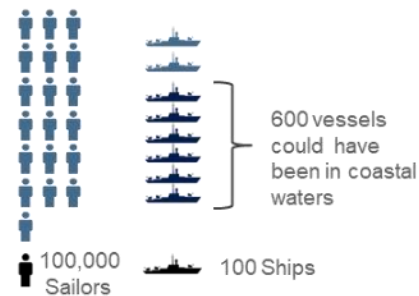 600 vessels
could have
been in coastal
waters
100,000
Sailors
100 Ships